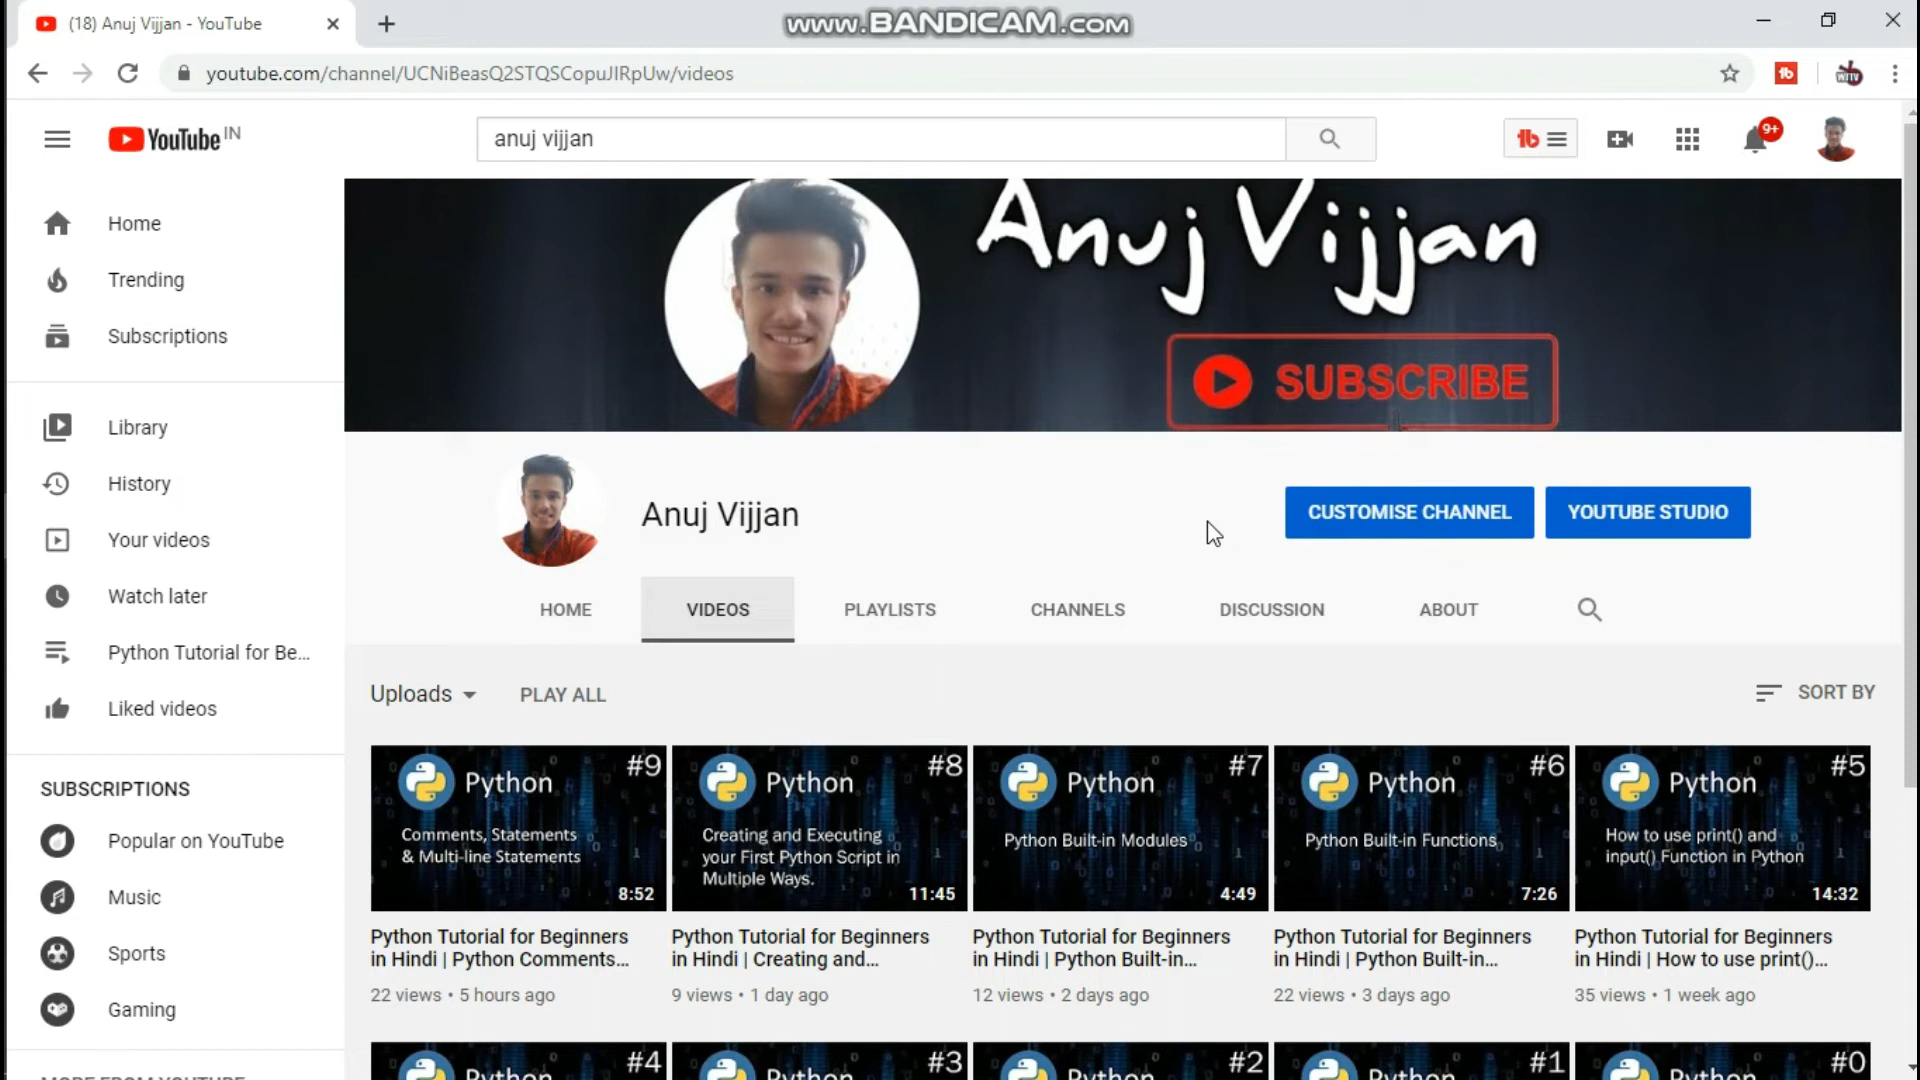 (18) Anuj Vijjan - YouTube
www.BANDICAM.com
youtube.com/channel/UCNiBeasQ2STQSCopuJIRpUw/videos
YouTube IN
anuj vijjan
9+
Home
Trending
Subscriptions
Library
History
Your videos
Watch later
Python Tutorial for Be...
Liked videos
SUBSCRIPTIONS
Popular on YouTube
Music
Sports
Gaming
MORE FROM YOUTUBE
Anuj Vijjan
SUBSCRIBE
Anuj Vijjan
CUSTOMISE CHANNEL
YOUTUBE STUDIO
HOME
VIDEOS
PLAYLISTS
CHANNELS
DISCUSSION
ABOUT
Uploads
PLAY ALL
SORT BY
Python #9
Comments, Statements
& Multi-line Statements
8:52
Python Tutorial for Beginners
in Hindi | Python Comments...
22 views • 5 hours ago
Python #8
Creating and Executing
your First Python Script in
Multiple Ways.
11:45
Python Tutorial for Beginners
in Hindi | Creating and...
9 views • 1 day ago
Python #7
Python Built-in Modules
4:49
Python Tutorial for Beginners
in Hindi | Python Built-in...
12 views • 2 days ago
Python #6
Python Built-in Functions
7:26
Python Tutorial for Beginners
in Hindi | Python Built-in...
22 views • 3 days ago
Python #5
How to use print() and
input() Function in Python
14:32
Python Tutorial for Beginners
in Hindi | How to use print()...
35 views • 1 week ago
Python #4
Python #3
Python #2
Python #1
Python #0